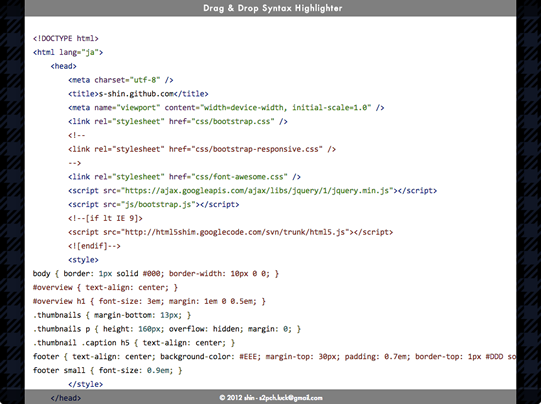 Drag & Drop Syntax Highlighter
<!DOCTYPE html>
<html lang="ja">
<head>
<meta charset="utf-8" />
<title>s-shin.github.com</title>
<meta name="viewport" content="width=device-width, initial-scale=1.0" />
<link rel="stylesheet" href="css/bootstrap.css" />
<!--
<link rel="stylesheet" href="css/bootstrap-responsive.css" />
-->
<link rel="stylesheet" href="css/font-awesome.css" />
<script src="https://ajax.googleapis.com/ajax/libs/jquery/1/jquery.min.js"></script>
<script src="js/bootstrap.js"></script>
<!--[if lt IE 9]>
<script src="http://html5shim.googlecode.com/svn/trunk/html5.js"></script>
<![endif]-->
<style>
body { border: 1px solid #000; border-width: 10px 0 0; }
#overview { text-align: center; }
#overview h1 { font-size: 3em; margin: 1em 0 0.5em; }
.thumbnails { margin-bottom: 13px; }
.thumbnails p { height: 160px; overflow: hidden; margin: 0; }
.thumbnail .caption h5 { text-align: center; }
footer { text-align: center; background-color: #EEE; margin-top: 30px; padding: 0.7em; border-top: 1px #DDD so
footer small { font-size: 0.9em; }
</style>
</head>
© 2012 shin - s2pch.luck@gmail.com